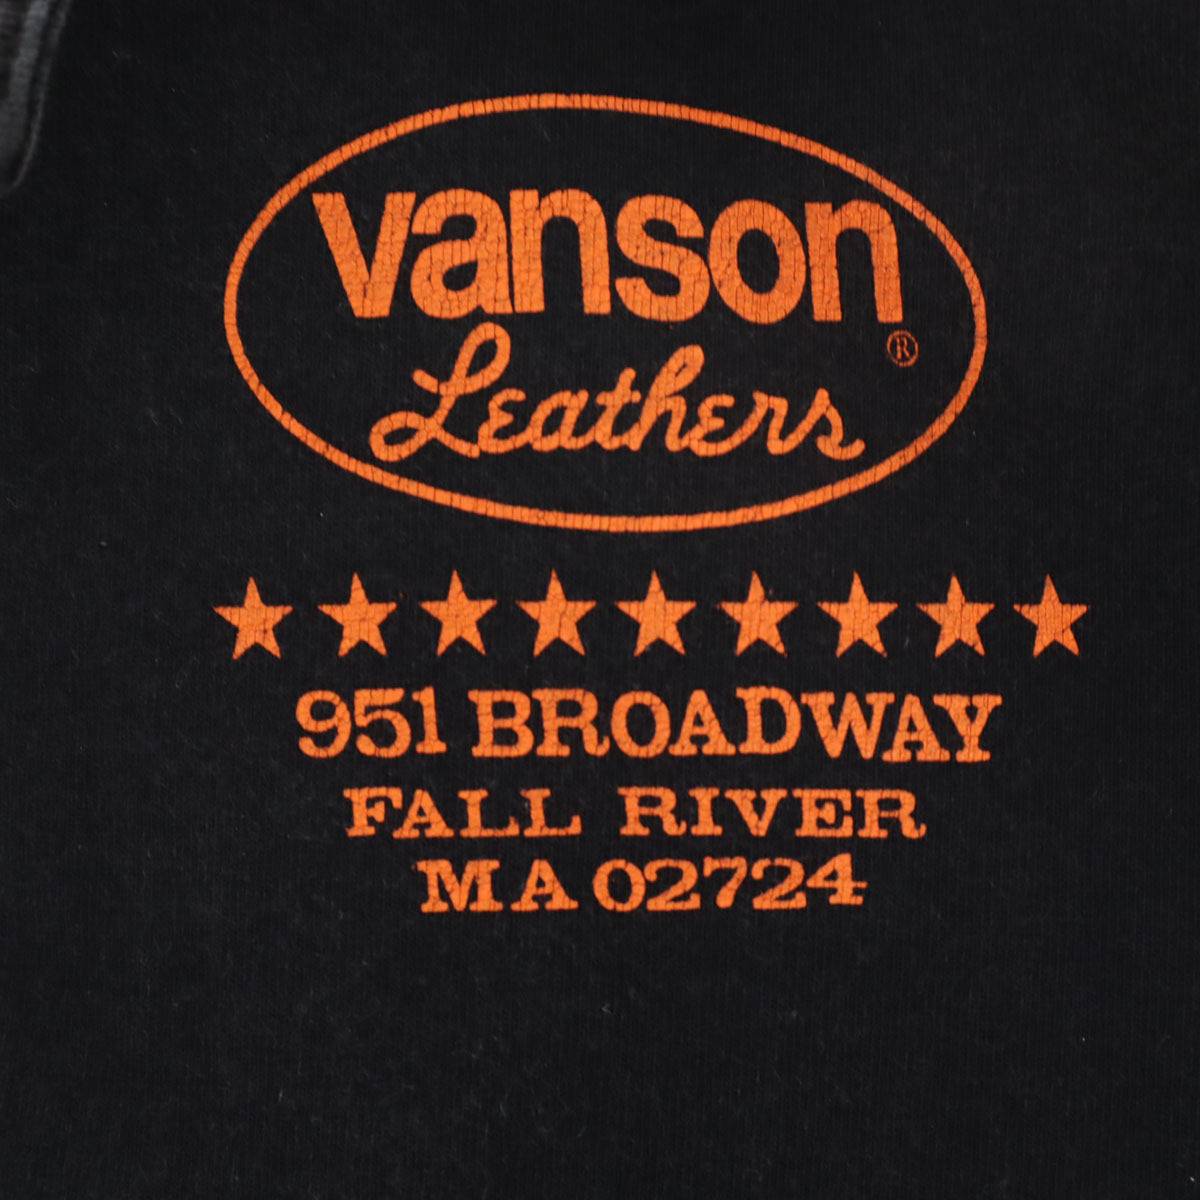 vanson
Leathers®
★★★★★★★★★
951 BROADWAY
FALL RIVER
MA 02724